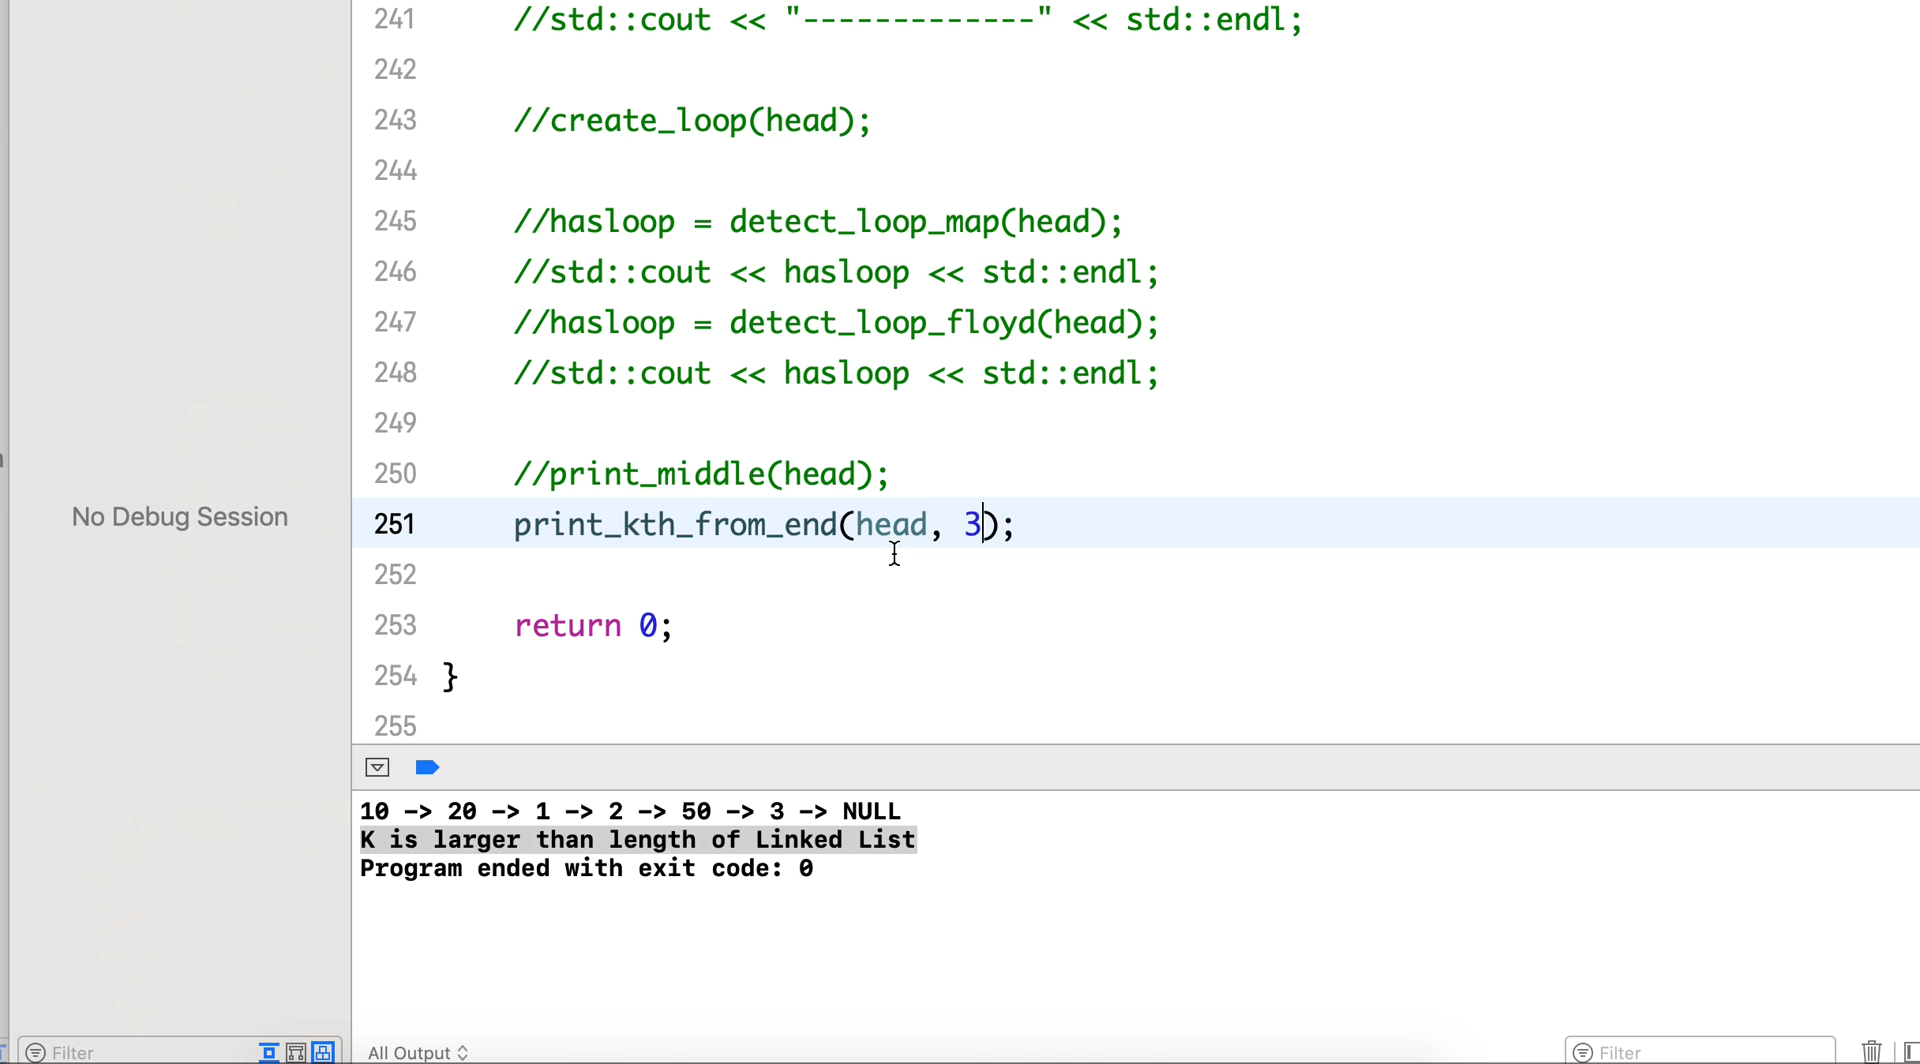 241 //std::cout << "-------------" << std::endl;
242
243 //create_loop(head);
244
245 //hasloop = detect_loop_map(head);
246 //std::cout << hasloop << std::endl;
247 //hasloop = detect_loop_floyd(head);
248 //std::cout << hasloop << std::endl;
249
250 //print_middle(head);
No Debug Session
251 print_kth_from_end(head, 3);
252
253 return 0;
254 }
255
10 -> 20 -> 1 -> 2 -> 50 -> 3 -> NULL
K is larger than length of Linked List
Program ended with exit code: 0
Filter
All Output
Filter